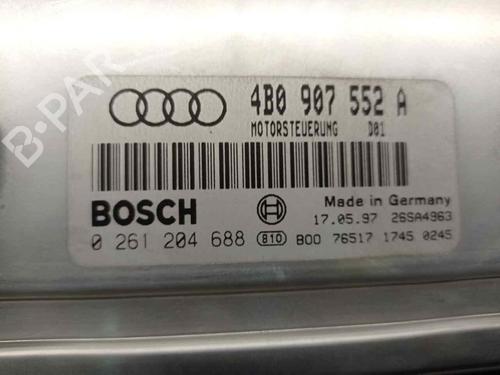 4B0 907 552 A
MOTORSTEUERUNG D01
BOSCH
Made in Germany
17.05.97 26SA4963
0 261 204 688 810 B00 76517 1745 0245
B-PAR